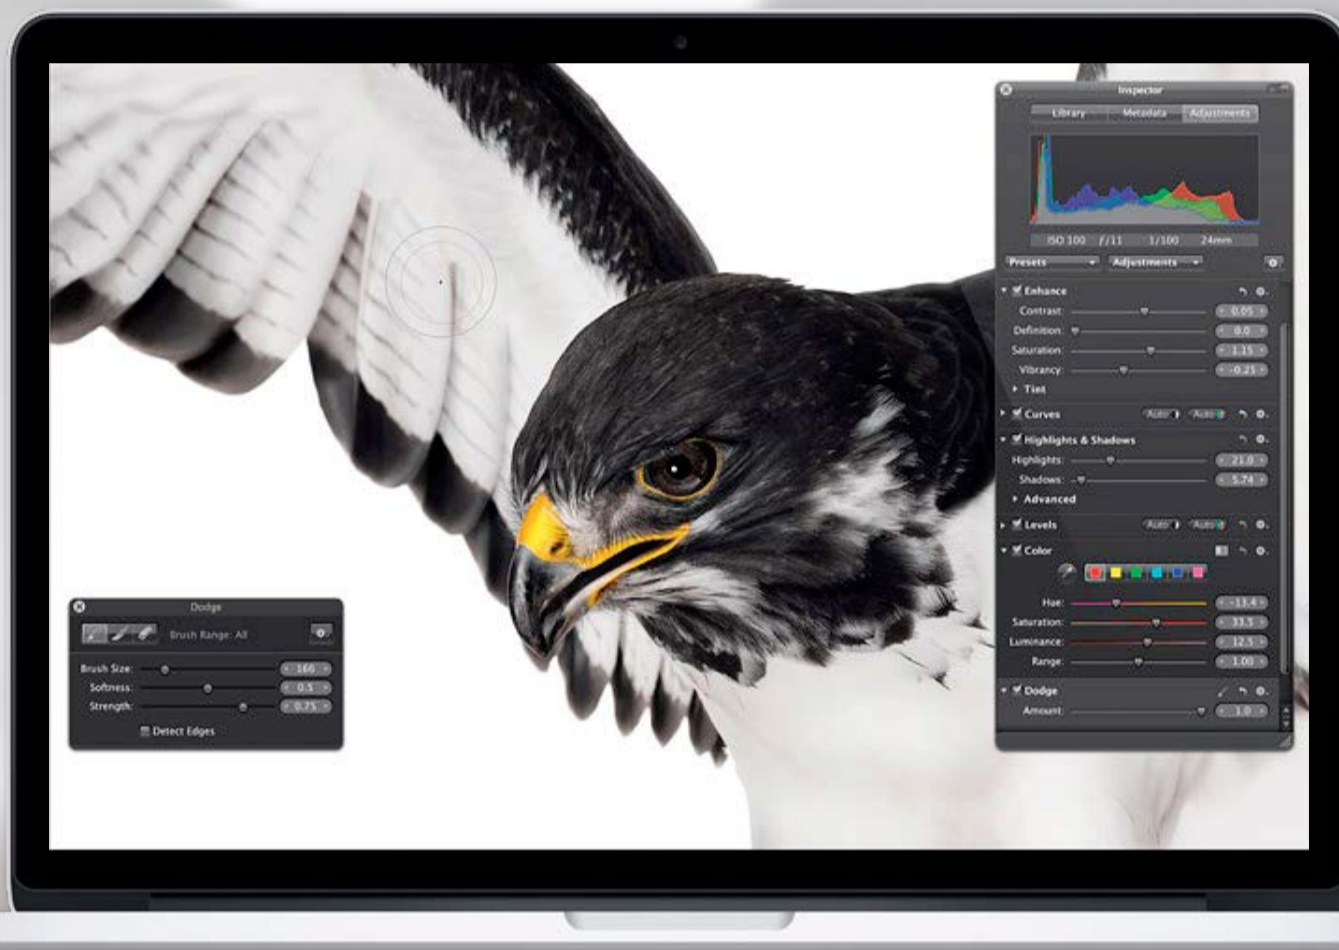 Inspector
Library Metadata Adjustments
ISO 100 f/11 1/100 24mm
Presets Adjustments
Enhance
Contrast: 0.05
Definition: 0.0
Saturation: 1.15
Vibrancy: -0.25
Tint
Curves Auto Auto
Highlights & Shadows
Highlights: 21.0
Shadows: 5.74
Advanced
Levels Auto Auto
Color
Hue: -13.4
Saturation: 33.5
Luminance: 12.5
Range: 1.00
Dodge
Amount: 1.0
Dodge
Brush Range: All
Brush Size: 166
Softness: 0.5
Strength: 0.75
Detect Edges